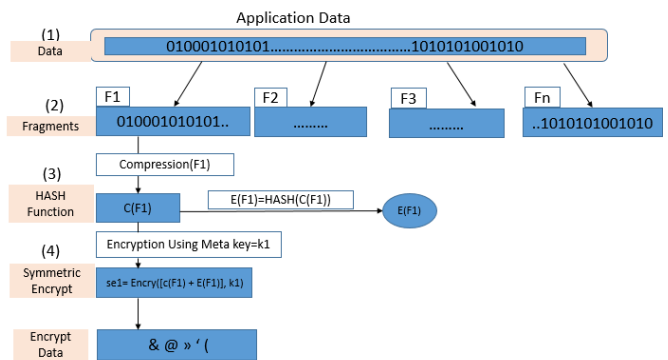 Application Data
(1)
Data
010001010101.......................................1010101001010
(2)
Fragments
F1
F2
F3
Fn
010001010101..
.........
.........
..1010101001010
Compression(F1)
(3)
HASH
Function
C(F1)
E(F1)=HASH(C(F1))
E(F1)
Encryption Using Meta key=k1
(4)
Symmetric
Encrypt
se1= Encry([c(F1) + E(F1)], k1)
Encrypt
Data
& @ » ‘ (